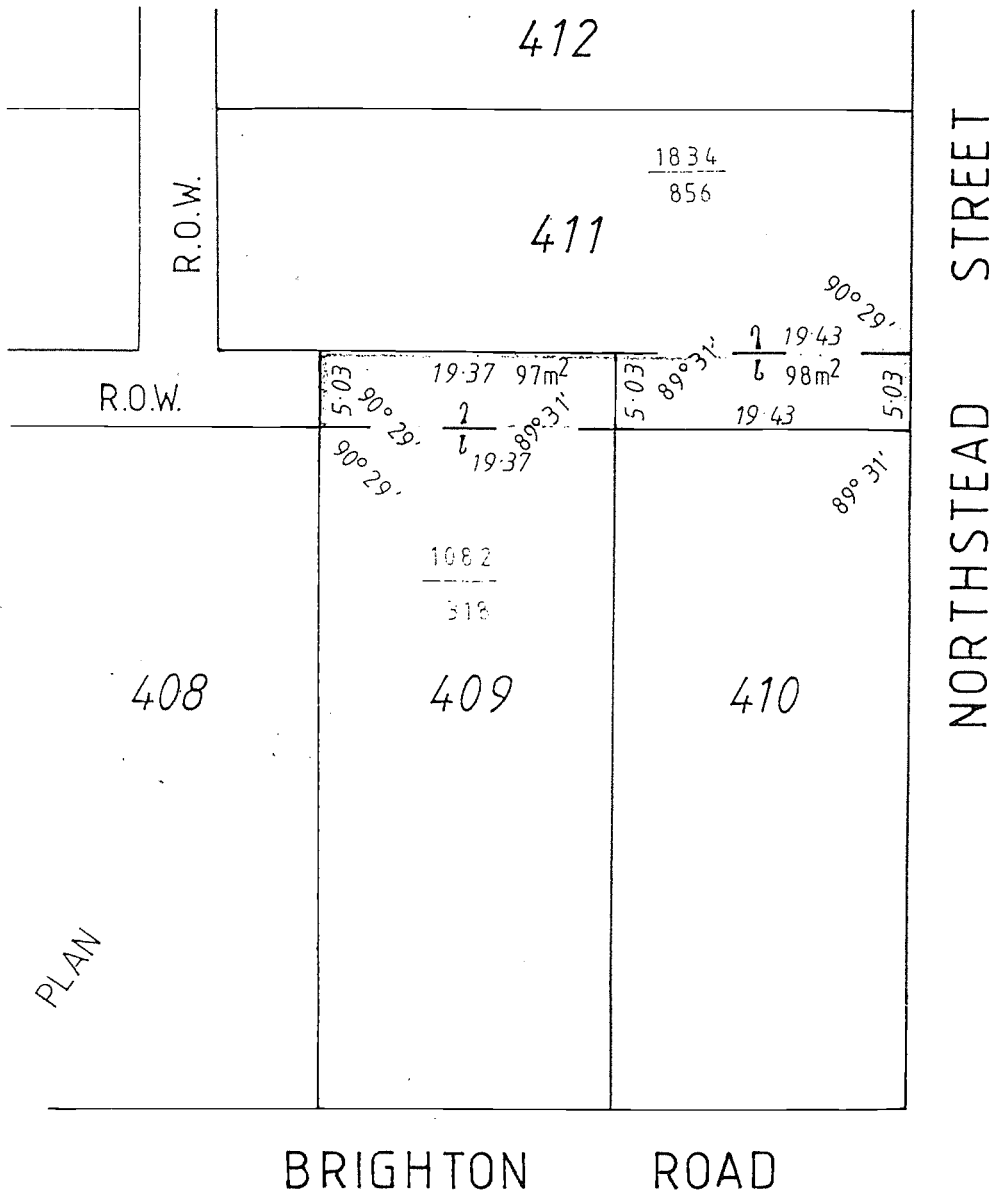 412
STREET
1834
856
R.O.W.
411
90° 29'
19·43
98m²
89° 31'
19·37 97m²
5·03
5·03
5·03
R.O.W.
90° 29'
89° 31'
19·43
19·37
90° 29'
89° 31'
NORTHSTEAD
1082
318
408
409
410
PLAN
BRIGHTON ROAD